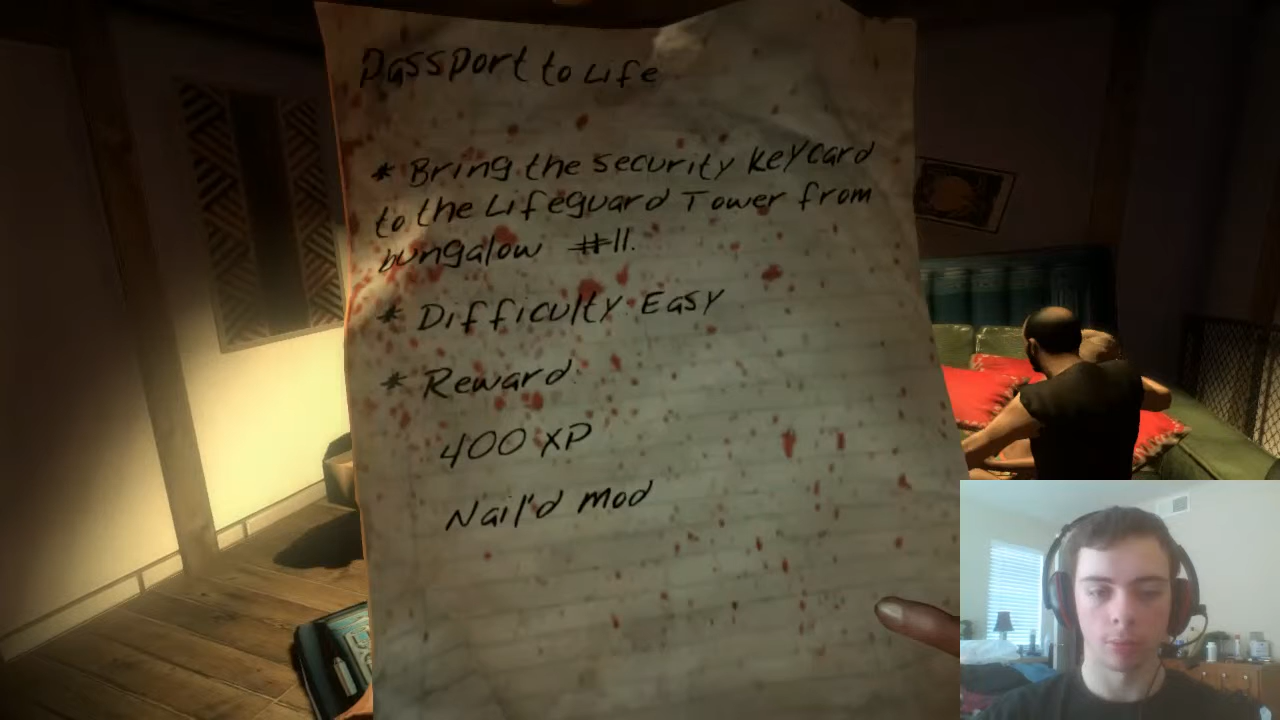 Passport to Life
* Bring the security keycard
to the Lifeguard Tower from
bungalow #11.
* Difficulty Easy
* Reward
400 XP
Nail'd mod